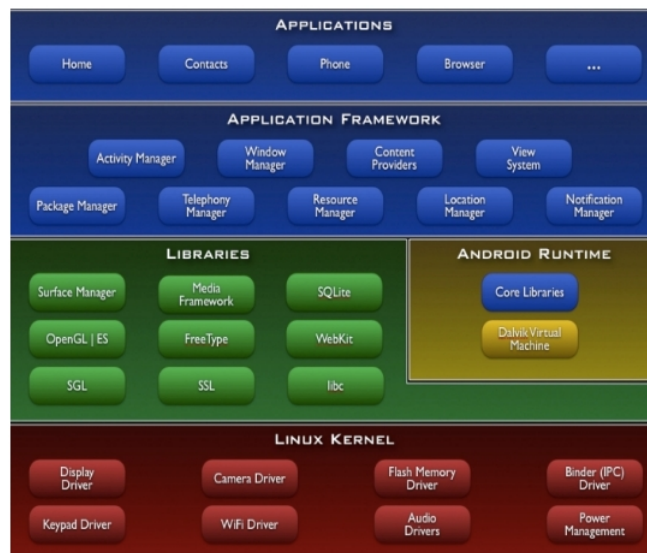 APPLICATIONS
Home
Contacts
Phone
Browser
...
APPLICATION FRAMEWORK
Activity Manager
Window
Manager
Content
Providers
View
System
Package Manager
Telephony
Manager
Resource
Manager
Location
Manager
Notification
Manager
LIBRARIES
Surface Manager
Media
Framework
SQLite
OpenGL | ES
FreeType
WebKit
SGL
SSL
libc
ANDROID RUNTIME
Core Libraries
Dalvik Virtual
Machine
LINUX KERNEL
Display
Driver
Camera Driver
Flash Memory
Driver
Binder (IPC)
Driver
Keypad Driver
WiFi Driver
Audio
Drivers
Power
Management